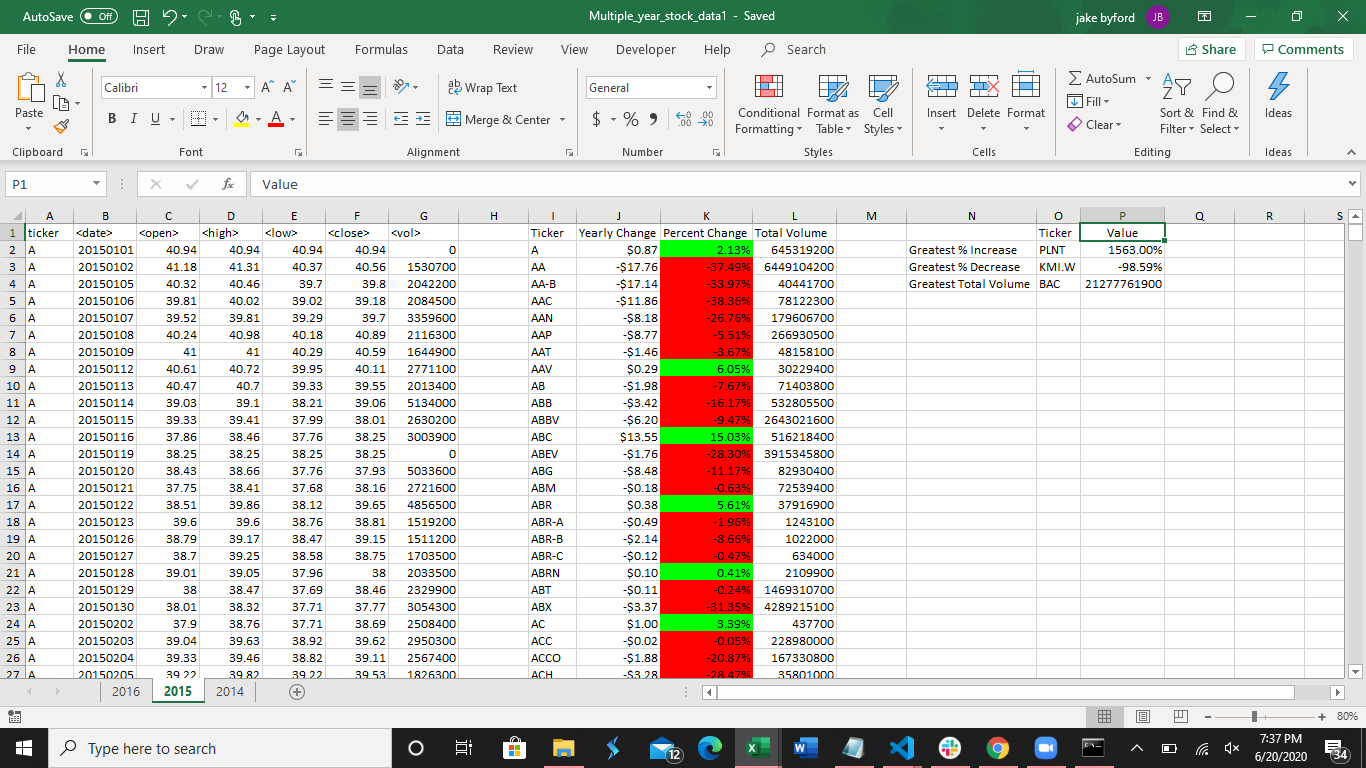 AutoSave Off Multiple_year_stock_data1 - Saved jake byford JB
File Home Insert Draw Page Layout Formulas Data Review View Developer Help Search Share Comments
Calibri 12 A A Wrap Text General AutoSum
Paste Conditional Format as Cell Insert Delete Format Fill Sort & Find & Ideas
B I U A Merge & Center $ % 9 .00 Formatting Table Styles Clear Filter Select
Clipboard Font Alignment Number Styles Cells Editing Ideas
P1 fx Value
A B C D E F G H I J K L M N O P Q R S
1 ticker <date> <open> <high> <low> <close> <vol> Ticker Yearly Change Percent Change Total Volume Ticker Value
2 A 20150101 40.94 40.94 40.94 40.94 0 A $0.87 2.13% 645319200 Greatest % Increase PLNT 1563.00%
3 A 20150102 41.18 41.31 40.37 40.56 1530700 AA -$17.76 -37.49% 6449104200 Greatest % Decrease KMI.W -98.59%
4 A 20150105 40.32 40.46 39.7 39.8 2042200 AA-B -$17.14 -33.97% 40441700 Greatest Total Volume BAC 21277761900
5 A 20150106 39.81 40.02 39.02 39.18 2084500 AAC -$11.86 -38.36% 78122300
6 A 20150107 39.52 39.81 39.29 39.7 3359600 AAN -$8.18 -26.76% 179606700
7 A 20150108 40.24 40.98 40.18 40.89 2116300 AAP -$8.77 -5.51% 266930500
8 A 20150109 41 41 40.29 40.59 1644900 AAT -$1.46 -3.67% 48158100
9 A 20150112 40.61 40.72 39.95 40.11 2771100 AAV $0.29 6.05% 30229400
10 A 20150113 40.47 40.7 39.33 39.55 2013400 AB -$1.98 -7.67% 71403800
11 A 20150114 39.03 39.1 38.21 39.06 5134000 ABB -$3.42 -16.17% 532805500
12 A 20150115 39.33 39.41 37.99 38.01 2630200 ABBV -$6.20 -9.47% 2643021600
13 A 20150116 37.86 38.46 37.76 38.25 3003900 ABC $13.55 15.03% 516218400
14 A 20150119 38.25 38.25 38.25 38.25 0 ABEV -$1.76 -28.30% 3915345800
15 A 20150120 38.43 38.66 37.76 37.93 5033600 ABG -$8.48 -11.17% 82930400
16 A 20150121 37.75 38.41 37.68 38.16 2721600 ABM -$0.18 -0.63% 72539400
17 A 20150122 38.51 39.86 38.12 39.65 4856500 ABR $0.38 5.61% 37916900
18 A 20150123 39.6 39.6 38.76 38.81 1519200 ABR-A -$0.49 -1.96% 1243100
19 A 20150126 38.79 39.17 38.47 39.15 1511200 ABR-B -$2.14 -8.66% 1022000
20 A 20150127 38.7 39.25 38.58 38.75 1703500 ABR-C -$0.12 -0.47% 634000
21 A 20150128 39.01 39.05 37.96 38 2033500 ABRN $0.10 0.41% 2109900
22 A 20150129 38 38.47 37.69 38.46 2329900 ABT -$0.11 -0.24% 1469310700
23 A 20150130 38.01 38.32 37.71 37.77 3054300 ABX -$3.37 -31.35% 4289215100
24 A 20150202 37.9 38.76 37.71 38.69 2508400 AC $1.00 3.39% 437700
25 A 20150203 39.04 39.63 38.92 39.62 2950300 ACC -$0.02 -0.05% 228980000
26 A 20150204 39.33 39.46 38.82 39.11 2567400 ACCO -$1.88 -20.87% 167330800
27 A 20150205 39.22 39.82 39.22 39.53 1826300 ACH -$3.28 -28.47% 35801000
2016 2015 2014
80%
Type here to search 12 7:37 PM
6/20/2020 34